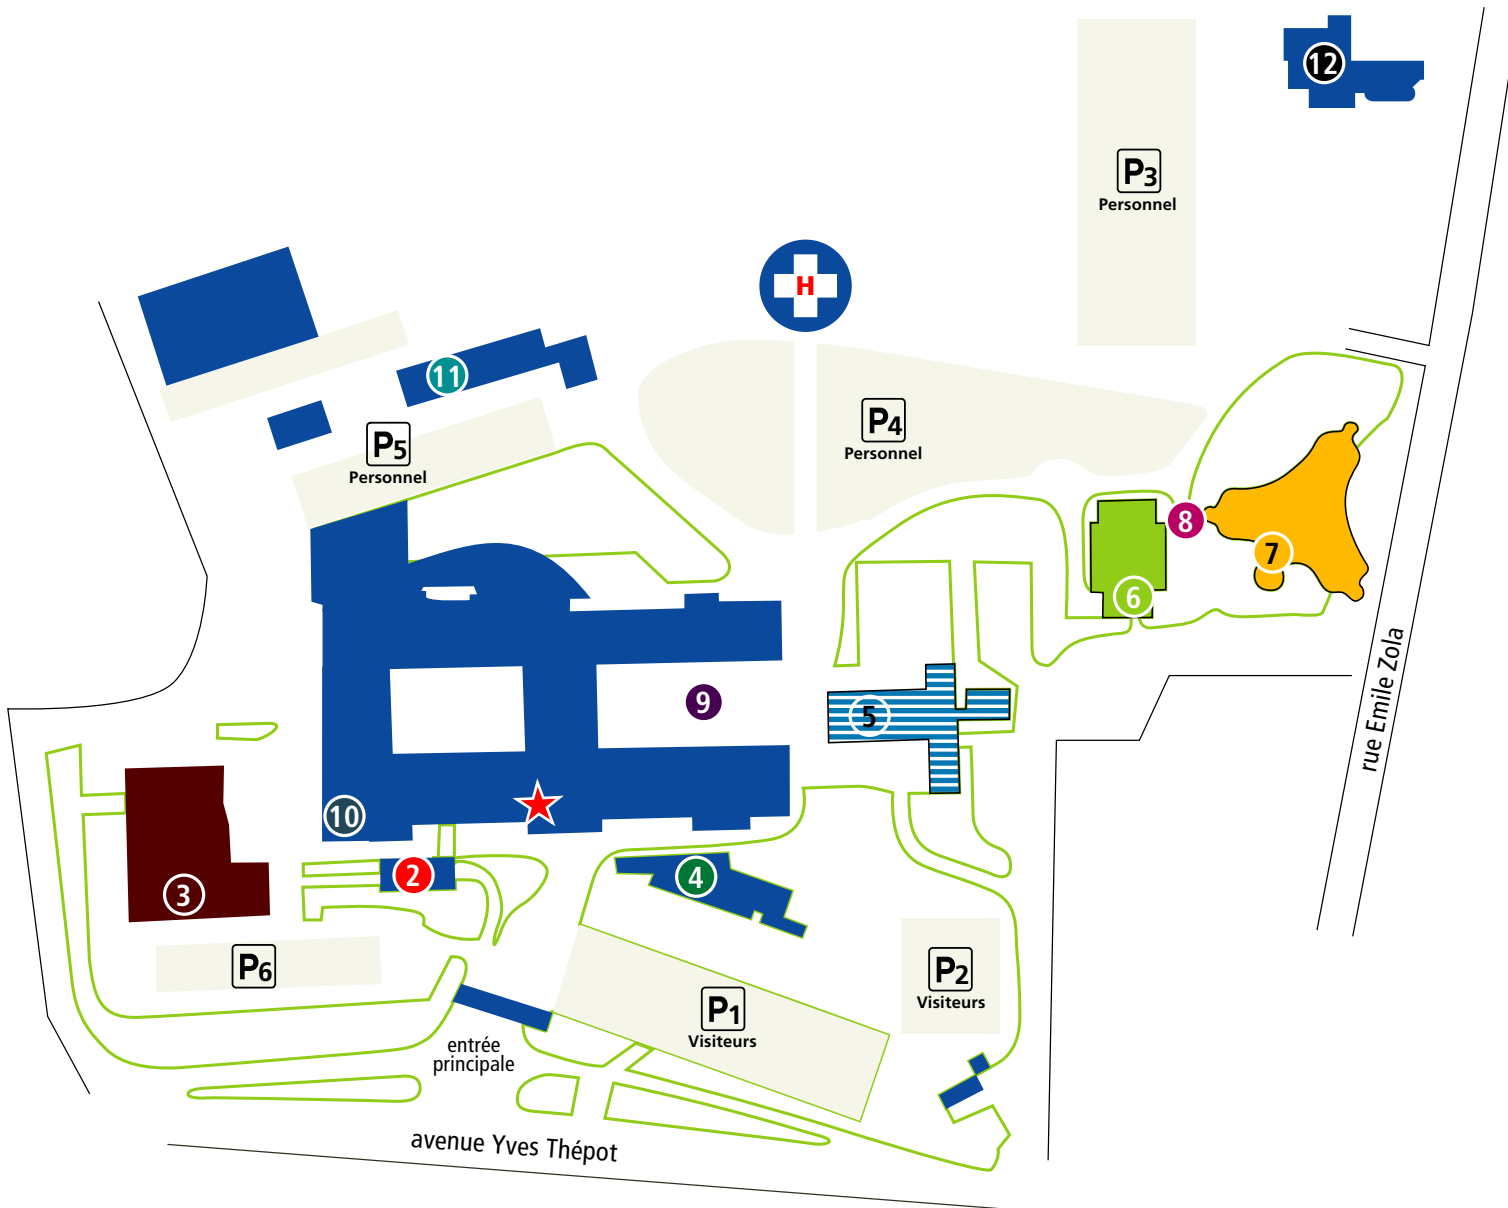 12
P3
Personnel
H
11
P4
Personnel
P5
Personnel
8
7
6
rue Emile Zola
9
5
10
2
4
3
P6
P2
Visiteurs
P1
Visiteurs
entrée
principale
avenue Yves Thépot